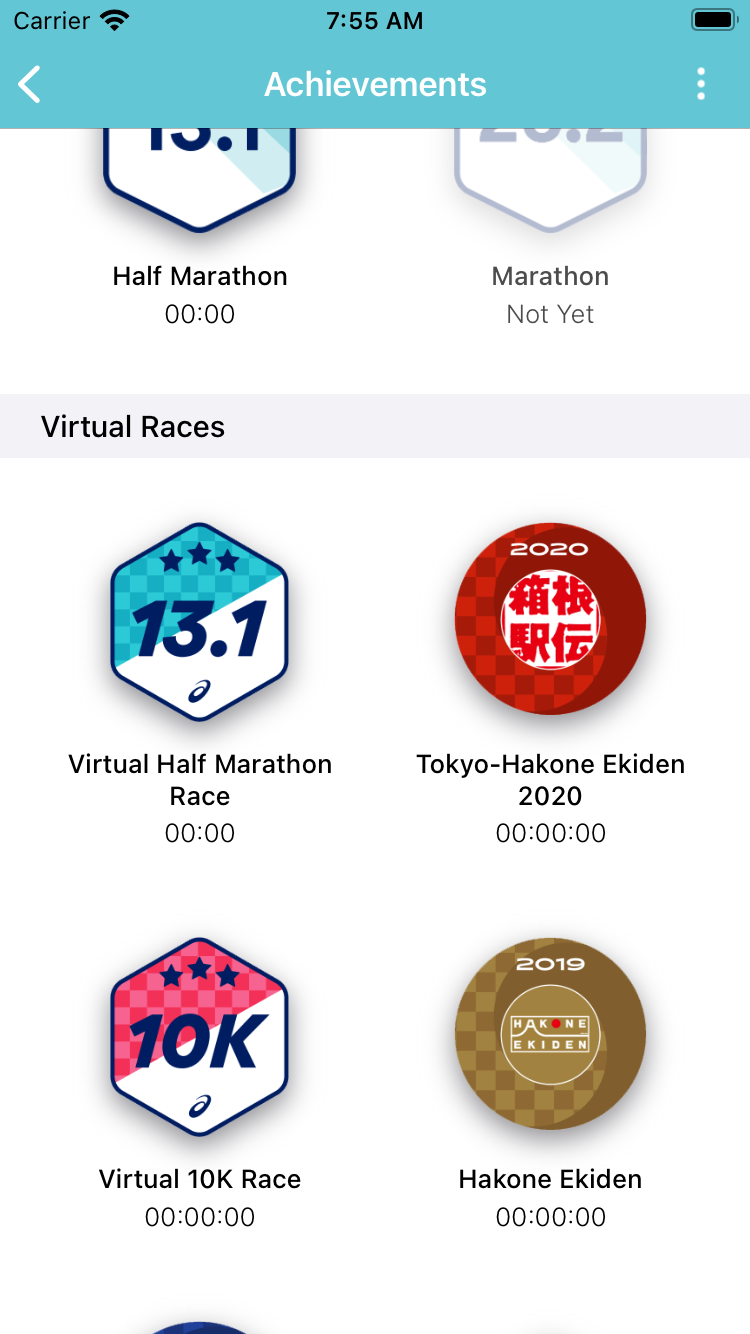 Carrier 7:55 AM
Achievements
13.1 26.2
Half Marathon Marathon
00:00 Not Yet
Virtual Races
13.1
2020
箱根
駅伝
Virtual Half Marathon
Race
00:00
Tokyo-Hakone Ekiden
2020
00:00:00
10K
2019
HAKONE
EKIDEN
Virtual 10K Race
00:00:00
Hakone Ekiden
00:00:00